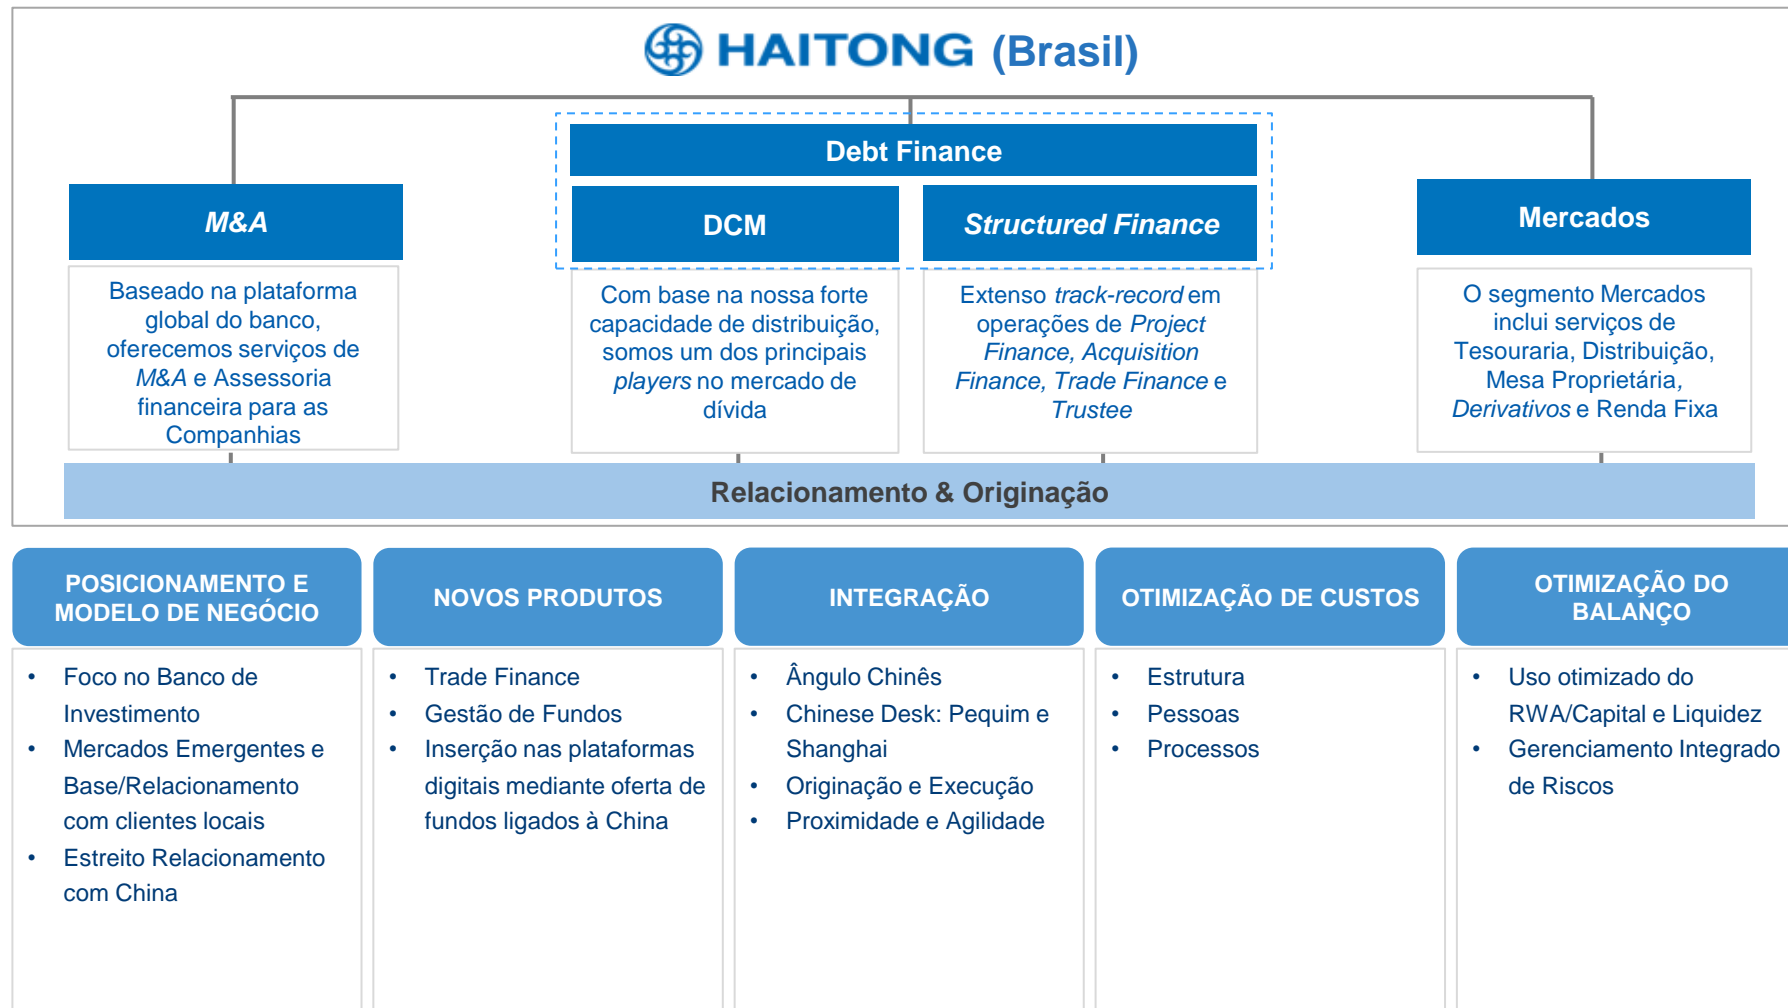 HAITONG (Brasil)
Debt Finance
M&A
DCM
Structured Finance
Mercados
Baseado na plataforma
global do banco,
oferecemos serviços de
M&A e Assessoria
financeira para as
Companhias
Com base na nossa forte
capacidade de distribuição,
somos um dos principais
players no mercado de
dívida
Extenso track-record em
operações de Project
Finance, Acquisition
Finance, Trade Finance e
Trustee
O segmento Mercados
inclui serviços de
Tesouraria, Distribuição,
Mesa Proprietária,
Derivativos e Renda Fixa
Relacionamento & Originação
POSICIONAMENTO E
MODELO DE NEGÓCIO
• Foco no Banco de
Investimento
• Mercados Emergentes e
Base/Relacionamento
com clientes locais
• Estreito Relacionamento
com China
NOVOS PRODUTOS
• Trade Finance
• Gestão de Fundos
• Inserção nas plataformas
digitais mediante oferta de
fundos ligados à China
INTEGRAÇÃO
• Ângulo Chinês
• Chinese Desk: Pequim e
Shanghai
• Originação e Execução
• Proximidade e Agilidade
OTIMIZAÇÃO DE CUSTOS
• Estrutura
• Pessoas
• Processos
OTIMIZAÇÃO DO
BALANÇO
• Uso otimizado do
RWA/Capital e Liquidez
• Gerenciamento Integrado
de Riscos